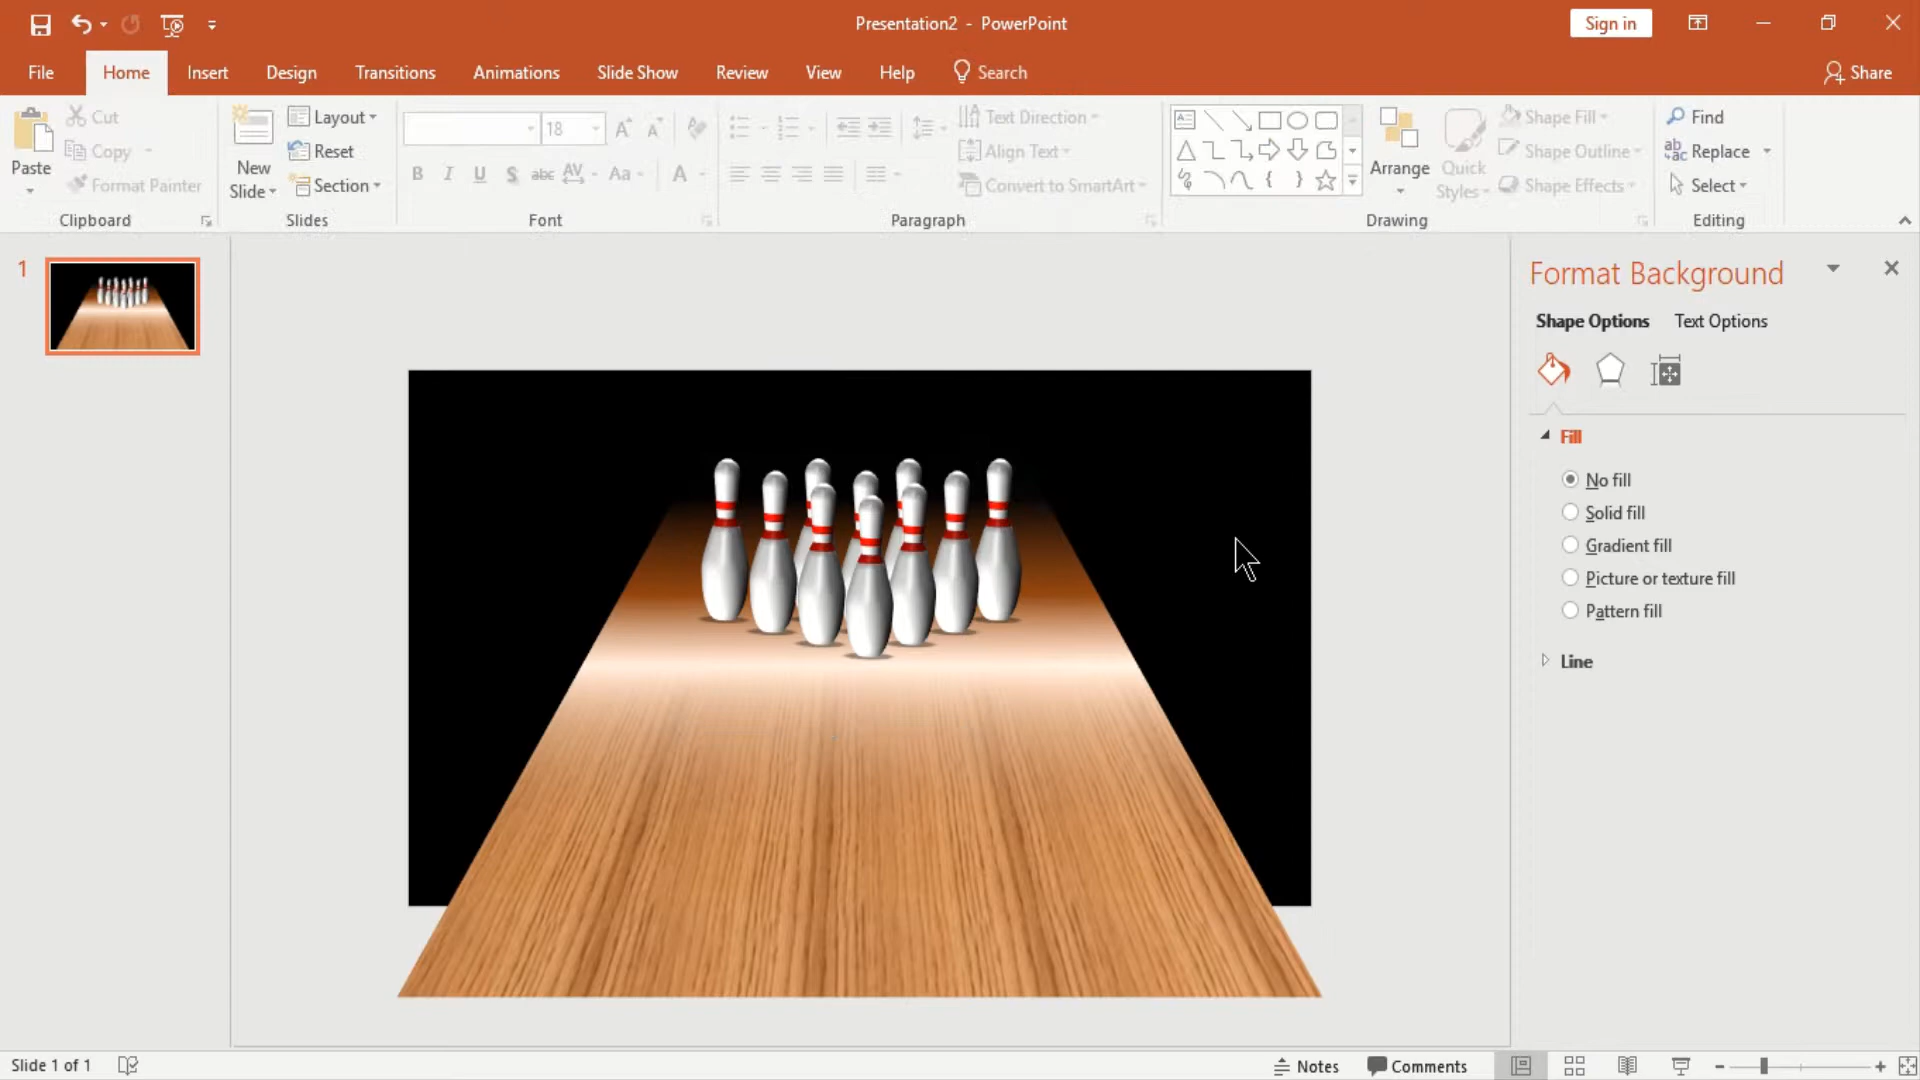 Presentation2 - PowerPoint
Sign in
File Home Insert Design Transitions Animations Slide Show Review View Help Search Share
Paste
Cut
Copy
Format Painter
Clipboard
New
Slide
Layout
Reset
Section
Slides
18
B I U S abc AV Aa A
Font
Text Direction
Align Text
Convert to SmartArt
Paragraph
Arrange
Quick
Styles
Shape Fill
Shape Outline
Shape Effects
Drawing
Find
Replace
Select
Editing
1
Format Background
Shape Options Text Options
Fill
No fill
Solid fill
Gradient fill
Picture or texture fill
Pattern fill
Line
Slide 1 of 1
Notes Comments